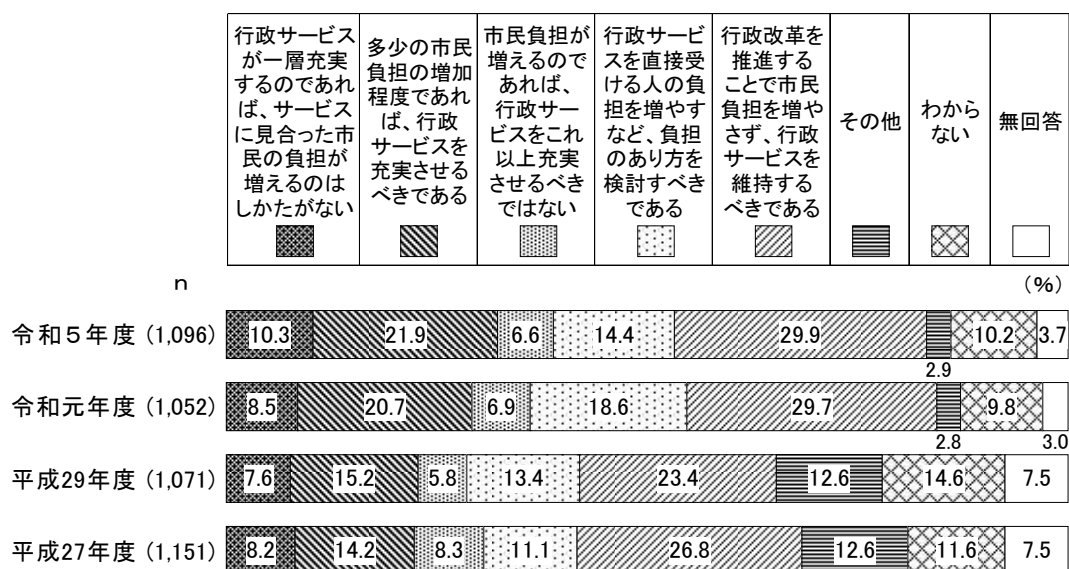 行政サービス
が一層充実
するのであれ
ば、サービス
に見合った市
民の負担が
増えるのは
しかたがない
多少の市民
負担の増加
程度であれ
ば、行政
サービスを
充実させる
べきである
市民負担が
増えるので
あれば、
行政サー
ビスをこれ
以上充実
させるべき
ではない
行政サービ
スを直接受
ける人の負
担を増やす
など、負担
のあり方を
検討すべき
である
行政改革を
推進する
ことで市民
負担を増や
さず、行政
サービスを
維持する
べきである
その他
わから
ない
無回答
n
(%)
令和5年度 (1,096) 10.3 21.9 6.6 14.4 29.9 10.2 3.7
2.9
令和元年度 (1,052) 8.5 20.7 6.9 18.6 29.7 9.8
2.8 3.0
平成29年度 (1,071) 7.6 15.2 5.8 13.4 23.4 12.6 14.6 7.5
平成27年度 (1,151) 8.2 14.2 8.3 11.1 26.8 12.6 11.6 7.5